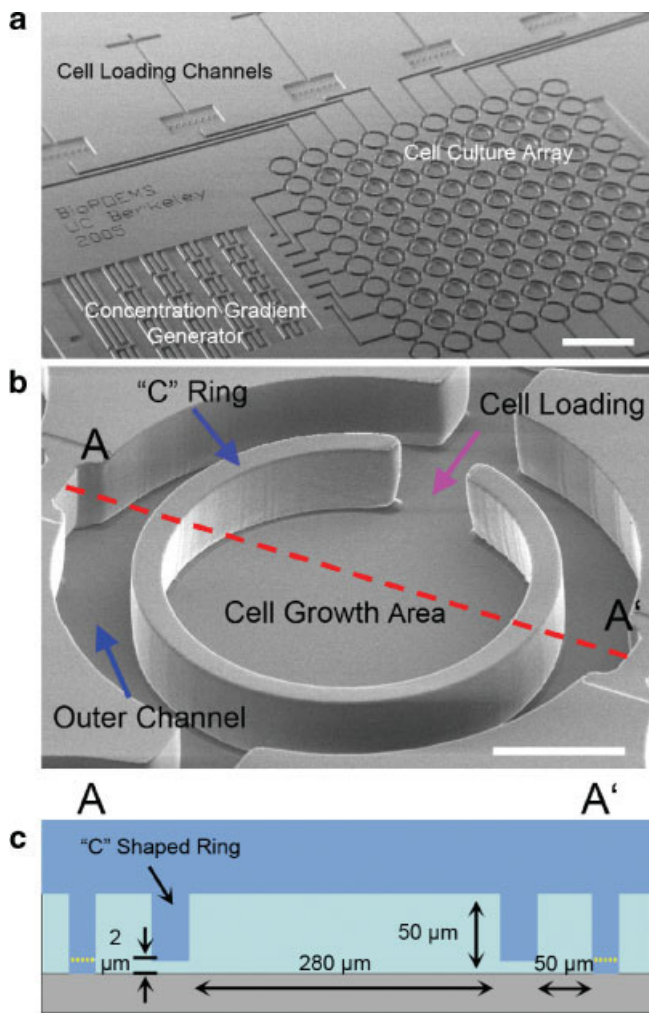 a
Cell Loading Channels
Cell Culture Array
BioPOEMS
UC Berkeley
2005
Concentration Gradient
Generator
b
"C" Ring
Cell Loading
A
Cell Growth Area
A'
Outer Channel
A
A'
c
"C" Shaped Ring
2
μm
50 μm
280 μm
50 μm